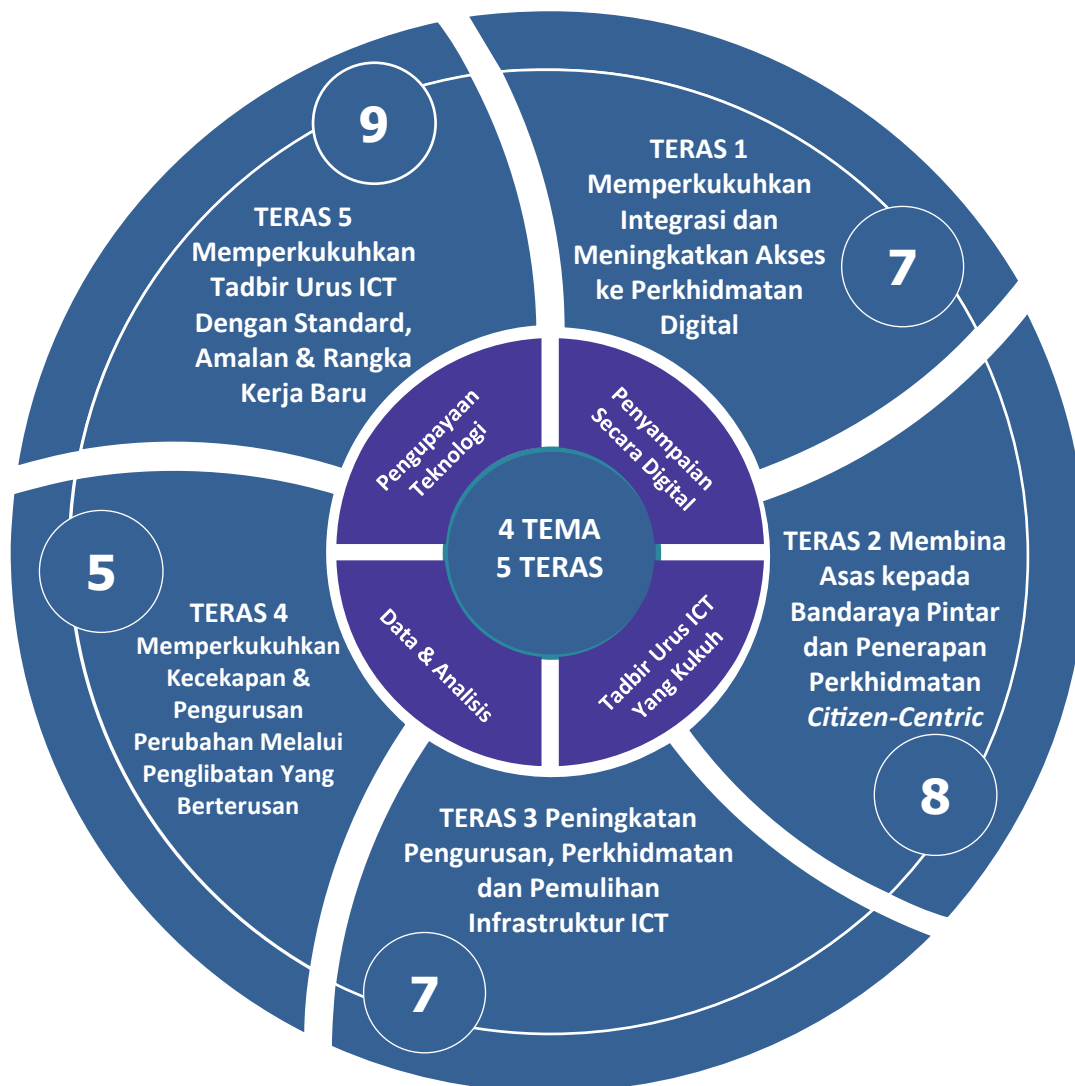 4 TEMA
5 TERAS
Penyampaian
Secara Digital
Tadbir Urus ICT
Yang Kukuh
Data & Analisis
Pengupayaan
Teknologi
TERAS 1
Memperkukuhkan
Integrasi dan
Meningkatkan Akses
ke Perkhidmatan
Digital
7
TERAS 2 Membina
Asas kepada
Bandaraya Pintar
dan Penerapan
Perkhidmatan
Citizen-Centric
8
TERAS 3 Peningkatan
Pengurusan, Perkhidmatan
dan Pemulihan
Infrastruktur ICT
7
TERAS 4
Memperkukuhkan
Kecekapan &
Pengurusan
Perubahan Melalui
Penglibatan Yang
Berterusan
5
TERAS 5
Memperkukuhkan
Tadbir Urus ICT
Dengan Standard,
Amalan & Rangka
Kerja Baru
9